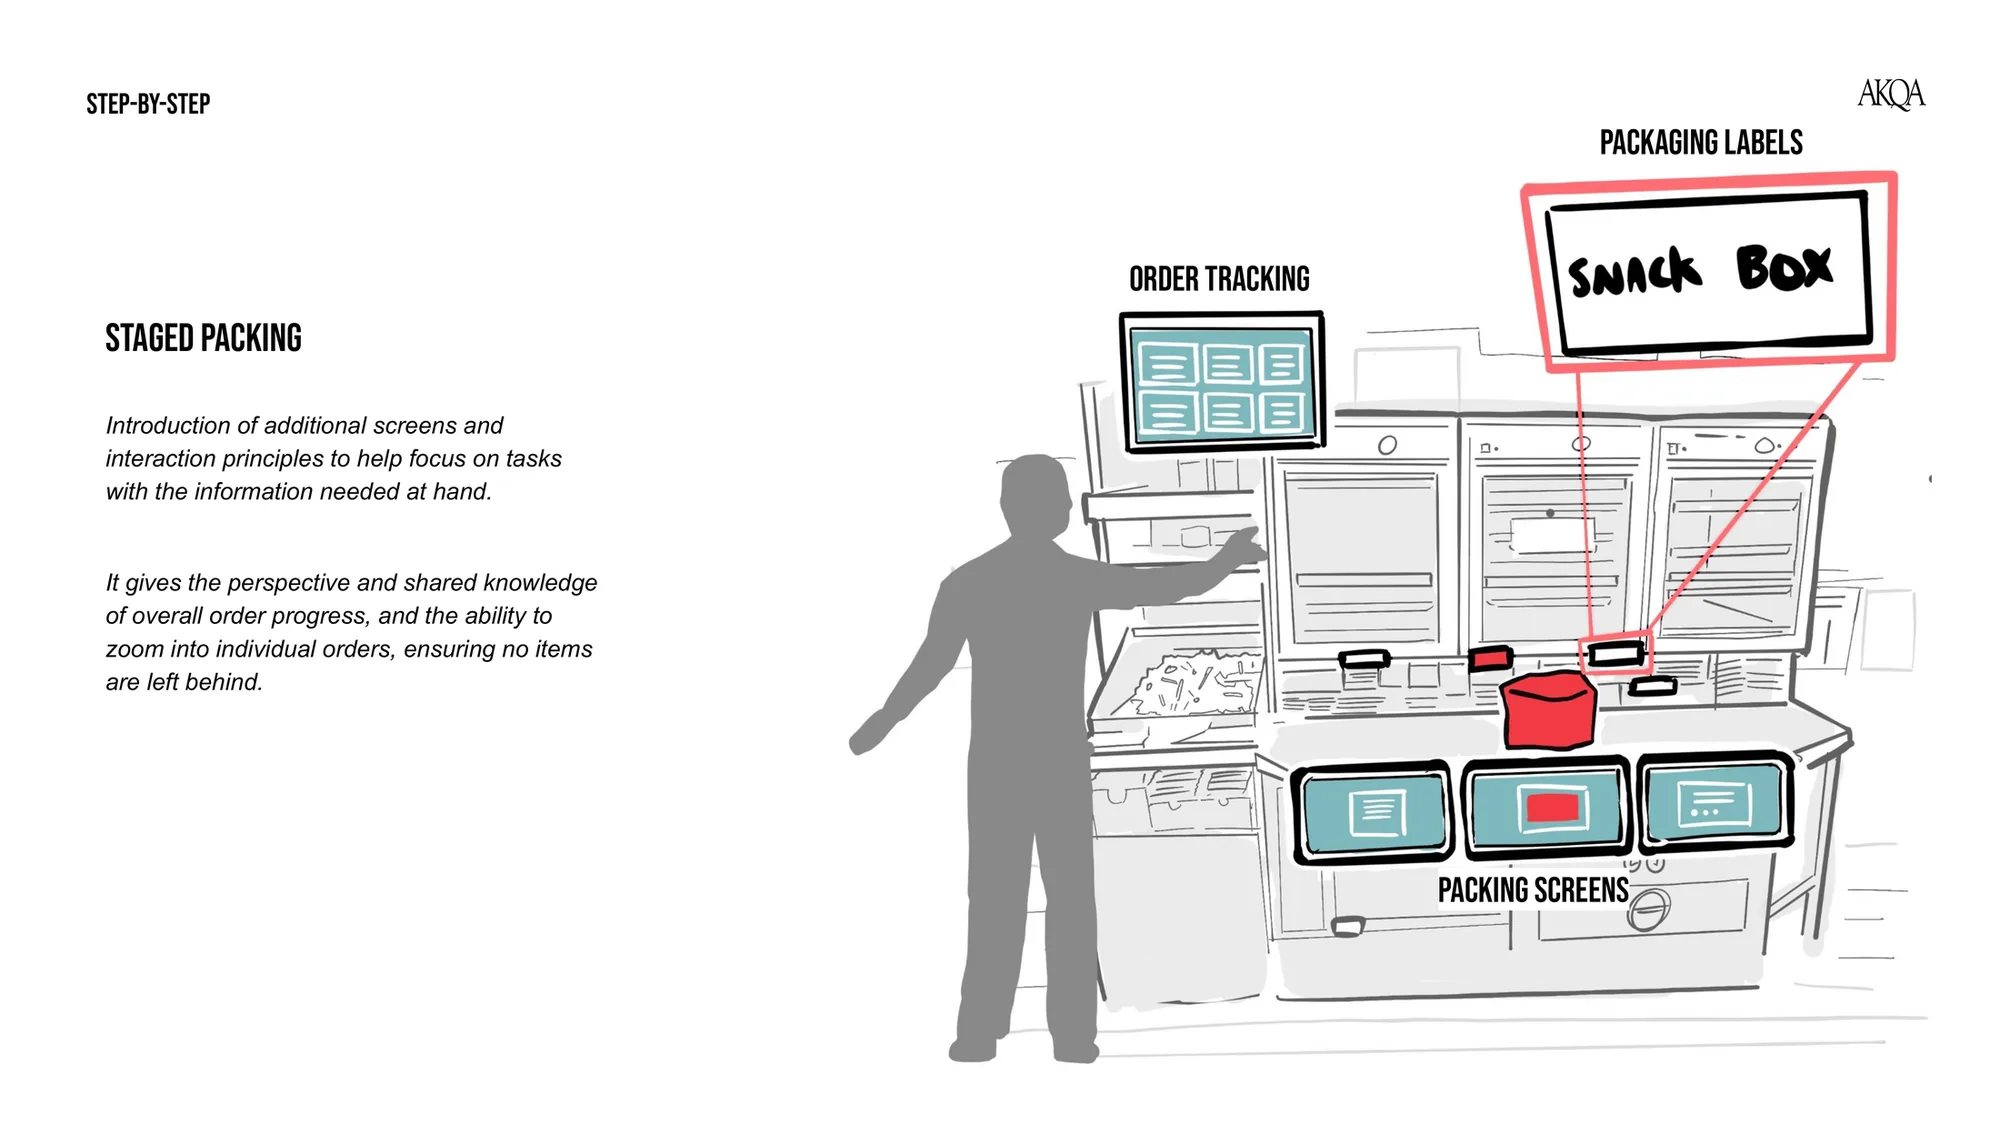 STEP-BY-STEP
AKQA
PACKAGING LABELS
SNACK BOX
ORDER TRACKING
STAGED PACKING
Introduction of additional screens and
interaction principles to help focus on tasks
with the information needed at hand.
It gives the perspective and shared knowledge
of overall order progress, and the ability to
zoom into individual orders, ensuring no items
are left behind.
PACKING SCREENS